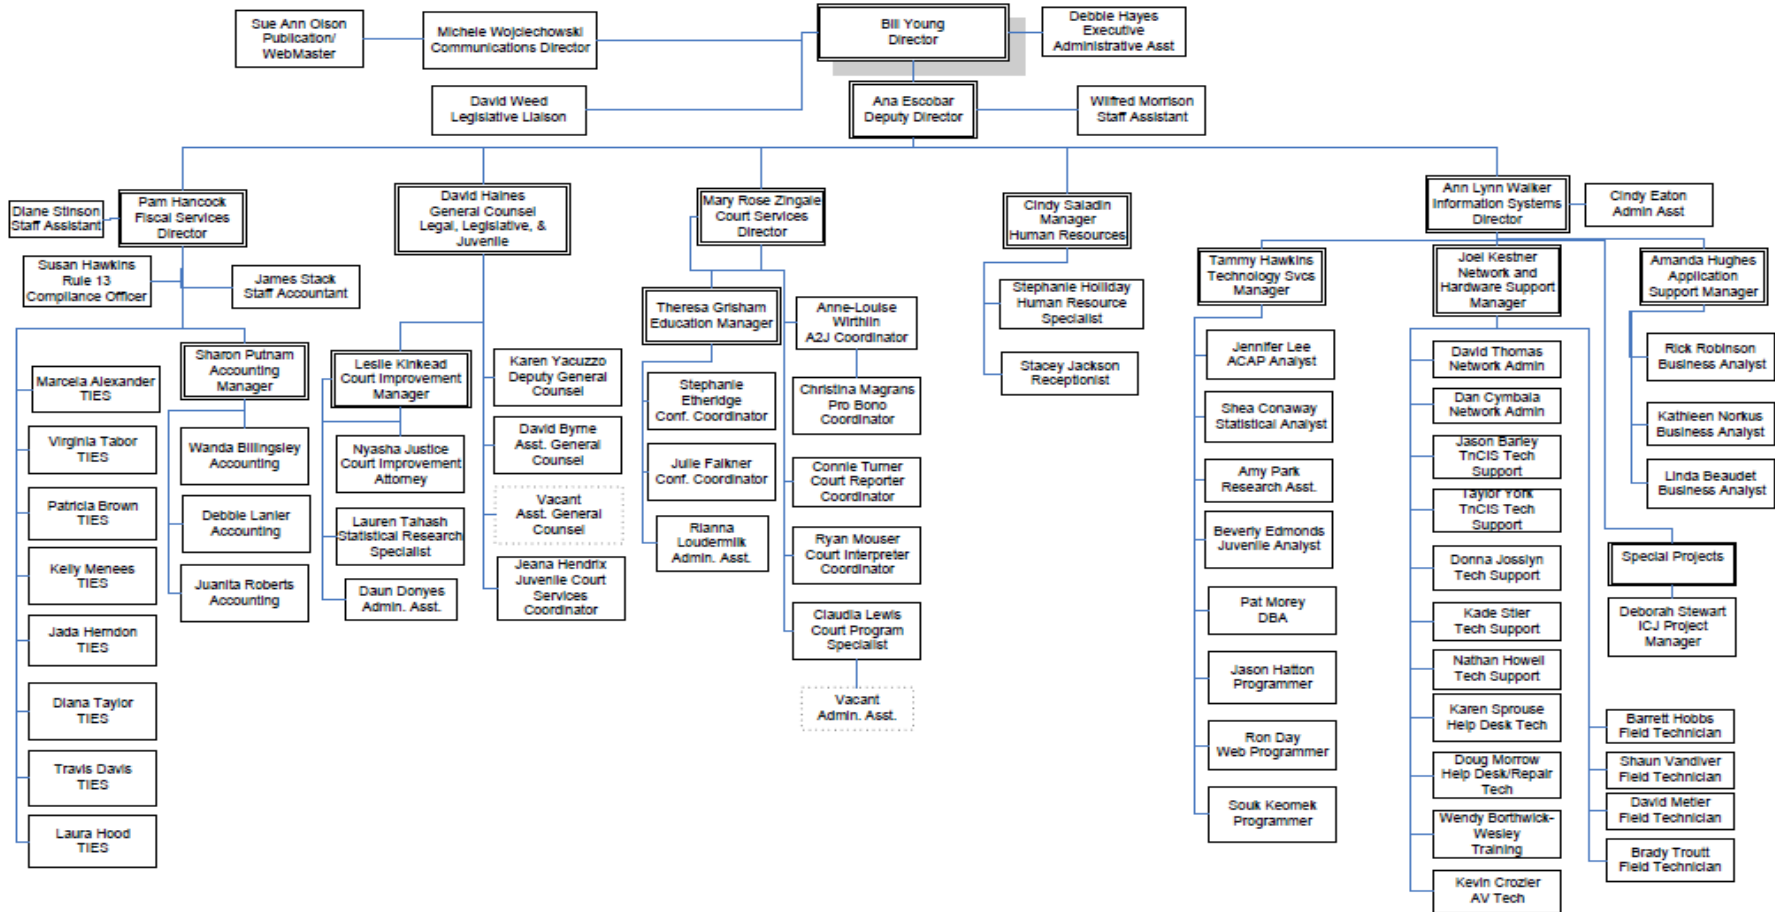 Sue Ann Olson
Publication/
WebMaster
Michele Wojciechowski
Communications Director
Bill Young
Director
Debbie Hayes
Executive
Administrative Asst
David Weed
Legislative Liaison
Ana Escobar
Deputy Director
Wilfred Morrison
Staff Assistant
Diane Stinson
Staff Assistant
Pam Hancock
Fiscal Services
Director
David Haines
General Counsel
Legal, Legislative, &
Juvenile
Mary Rose Zingale
Court Services
Director
Cindy Saladin
Manager
Human Resources
Ann Lynn Walker
Information Systems
Director
Cindy Eaton
Admin Asst
Susan Hawkins
Rule 13
Compliance Officer
James Stack
Staff Accountant
Marcela Alexander
TIES
Virginia Tabor
TIES
Patricia Brown
TIES
Kelly Menees
TIES
Jada Herndon
TIES
Diana Taylor
TIES
Travis Davis
TIES
Laura Hood
TIES
Sharon Putnam
Accounting
Manager
Wanda Billingsley
Accounting
Debbie Lanier
Accounting
Juanita Roberts
Accounting
Leslie Kinkead
Court Improvement
Manager
Nyasha Justice
Court Improvement
Attorney
Lauren Tahash
Statistical Research
Specialist
Daun Donyes
Admin. Asst.
Karen Yacuzzo
Deputy General
Counsel
David Byrne
Asst. General
Counsel
Vacant
Asst. General
Counsel
Jeana Hendrix
Juvenile Court
Services
Coordinator
Theresa Grisham
Education Manager
Stephanie
Etheridge
Conf. Coordinator
Julie Falkner
Conf. Coordinator
Rianna
Loudermilk
Admin. Asst.
Anne-Louise
Wirthlin
A2J Coordinator
Christina Magrans
Pro Bono
Coordinator
Connie Turner
Court Reporter
Coordinator
Ryan Mouser
Court Interpreter
Coordinator
Claudia Lewis
Court Program
Specialist
Vacant
Admin. Asst.
Stephanie Holliday
Human Resource
Specialist
Stacey Jackson
Receptionist
Tammy Hawkins
Technology Svcs
Manager
Jennifer Lee
ACAP Analyst
Shea Conaway
Statistical Analyst
Amy Park
Research Asst.
Beverly Edmonds
Juvenile Analyst
Pat Morey
DBA
Jason Hatton
Programmer
Ron Day
Web Programmer
Souk Keomek
Programmer
Joel Kestner
Network and
Hardware Support
Manager
David Thomas
Network Admin
Dan Cymbala
Network Admin
Jason Barley
TnCIS Tech
Support
Taylor York
TnCIS Tech
Support
Donna Josslyn
Tech Support
Kade Stier
Tech Support
Nathan Howell
Tech Support
Karen Sprouse
Help Desk Tech
Doug Morrow
Help Desk/Repair
Tech
Wendy Borthwick-
Wesley
Training
Kevin Crozier
AV Tech
Barrett Hobbs
Field Technician
Shaun Vandiver
Field Technician
David Metler
Field Technician
Brady Troutt
Field Technician
Amanda Hughes
Application
Support Manager
Rick Robinson
Business Analyst
Kathleen Norkus
Business Analyst
Linda Beaudet
Business Analyst
Special Projects
Deborah Stewart
ICJ Project
Manager